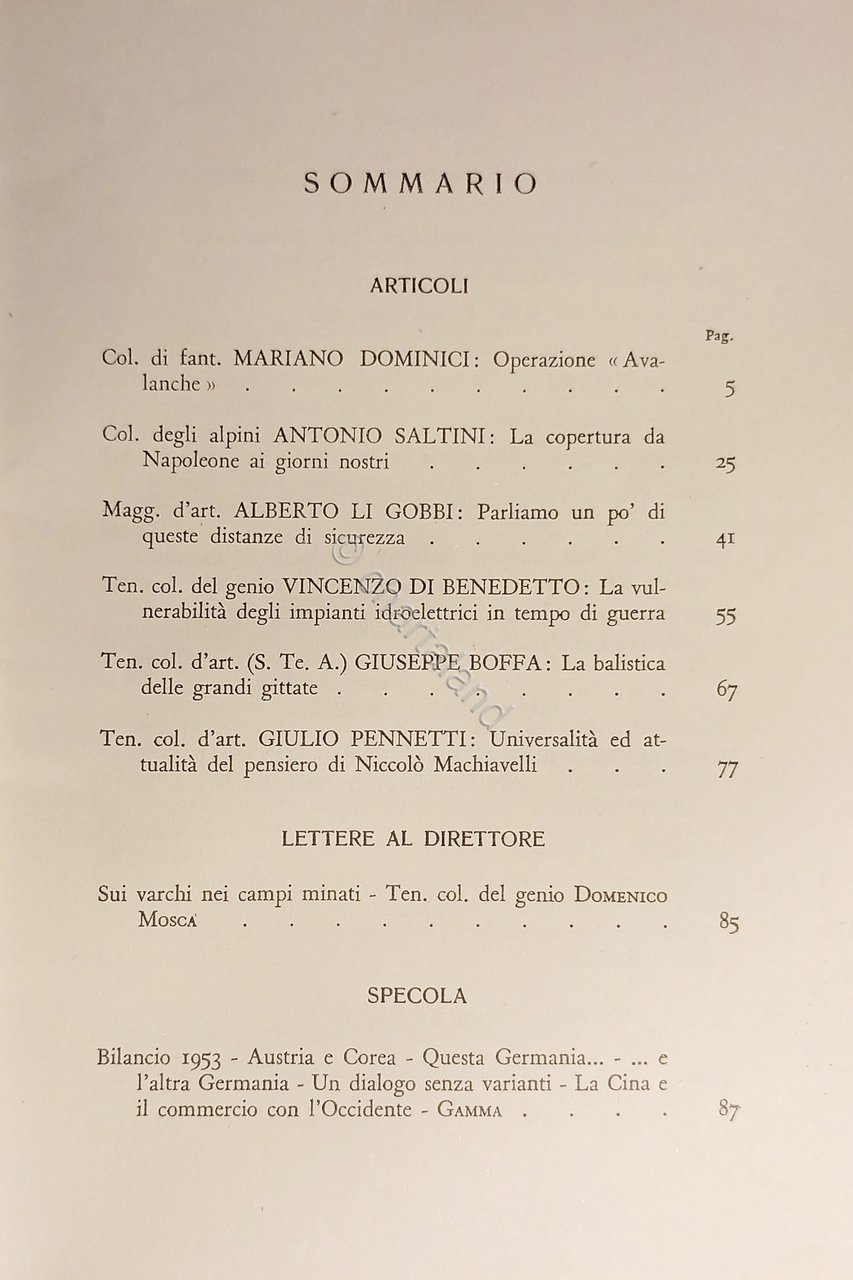 SOMMARIO
ARTICOLI
Pag.
Col. di fant. MARIANO DOMINICI: Operazione « Ava-
lanche » . . . . . . . . . . 5
Col. degli alpini ANTONIO SALTINI: La copertura da
Napoleone ai giorni nostri . . . . . . 25
Magg. d'art. ALBERTO LI GOBBI: Parliamo un po' di
queste distanze di sicurezza . . . . . . 41
Ten. col. del genio VINCENZO DI BENEDETTO: La vul-
nerabilità degli impianti idroelettrici in tempo di guerra 55
Ten. col. d'art. (S. Te. A.) GIUSEPPE BOFFA: La balistica
delle grandi gittate . . . . . . . . 67
Ten. col. d'art. GIULIO PENNETTI: Universalità ed at-
tualità del pensiero di Niccolò Machiavelli . . . 77
LETTERE AL DIRETTORE
Sui varchi nei campi minati - Ten. col. del genio DOMENICO
MOSCA . . . . . . . . . . 85
SPECOLA
Bilancio 1953 - Austria e Corea - Questa Germania... - ... e
l'altra Germania - Un dialogo senza varianti - La Cina e
il commercio con l'Occidente - GAMMA . . . . 87